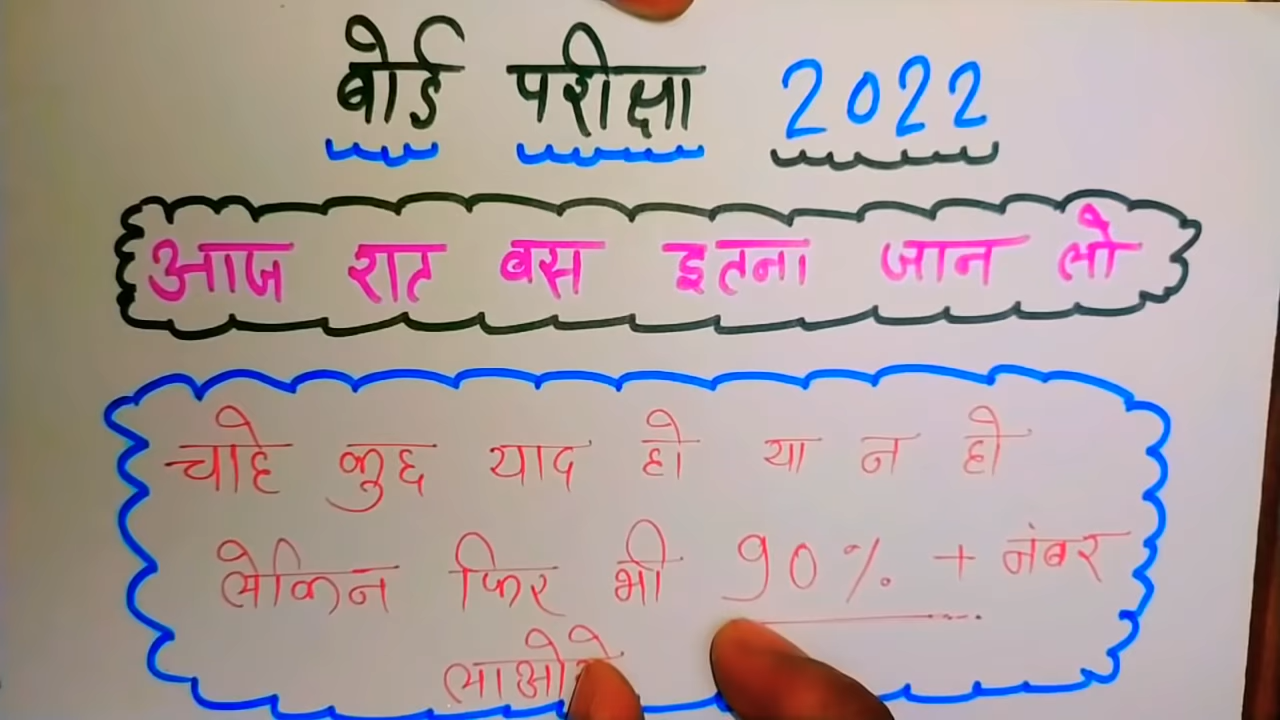 बोर्ड परीक्षा 2022
आज रात बस इतना जान लो
चाहे कुछ याद हो या न हो
लेकिन फिर भी 90% + नंबर